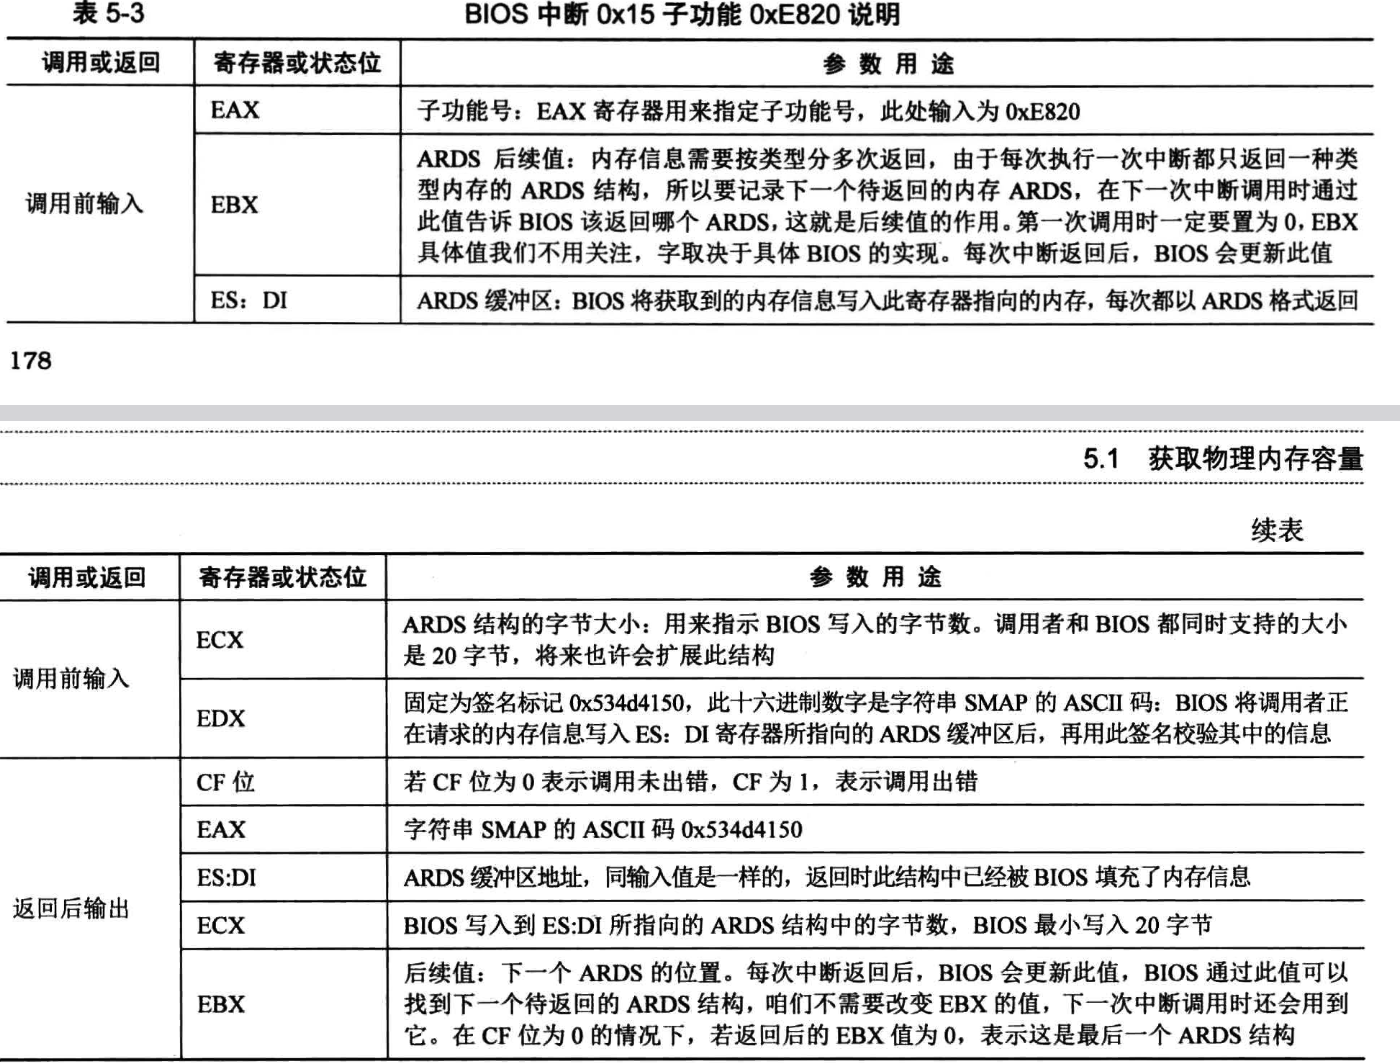 表 5-3 BIOS 中断 0x15 子功能 0xE820 说明
调用或返回 寄存器或状态位 参 数 用 途
调用前输入
EAX 子功能号：EAX 寄存器用来指定子功能号，此处输入为 0xE820
EBX
ARDS 后续值：内存信息需要按类型分多次返回，由于每次执行一次中断都只返回一种类
型内存的 ARDS 结构，所以要记录下一个待返回的内存 ARDS，在下一次中断调用时通过
此值告诉 BIOS 该返回哪个 ARDS，这就是后续值的作用。第一次调用时一定要置为 0，EBX
具体值我们不用关注，字取决于具体 BIOS 的实现。每次中断返回后，BIOS 会更新此值
ES：DI ARDS 缓冲区：BIOS 将获取到的内存信息写入此寄存器指向的内存，每次都以 ARDS 格式返回
178
5.1 获取物理内存容量
续表
调用或返回 寄存器或状态位 参 数 用 途
调用前输入
ECX
ARDS 结构的字节大小：用来指示 BIOS 写入的字节数。调用者和 BIOS 都同时支持的大小
是 20 字节，将来也许会扩展此结构
EDX
固定为签名标记 0x534d4150，此十六进制数字是字符串 SMAP 的 ASCII 码：BIOS 将调用者正
在请求的内存信息写入 ES：DI 寄存器所指向的 ARDS 缓冲区后，再用此签名校验其中的信息
返回后输出
CF 位 若 CF 位为 0 表示调用未出错，CF 为 1，表示调用出错
EAX 字符串 SMAP 的 ASCII 码 0x534d4150
ES:DI ARDS 缓冲区地址，同输入值是一样的，返回时此结构中已经被 BIOS 填充了内存信息
ECX BIOS 写入到 ES:DI 所指向的 ARDS 结构中的字节数，BIOS 最小写入 20 字节
EBX
后续值：下一个 ARDS 的位置。每次中断返回后，BIOS 会更新此值，BIOS 通过此值可以
找到下一个待返回的 ARDS 结构，咱们不需要改变 EBX 的值，下一次中断调用时还会用到
它。在 CF 位为 0 的情况下，若返回后的 EBX 值为 0，表示这是最后一个 ARDS 结构